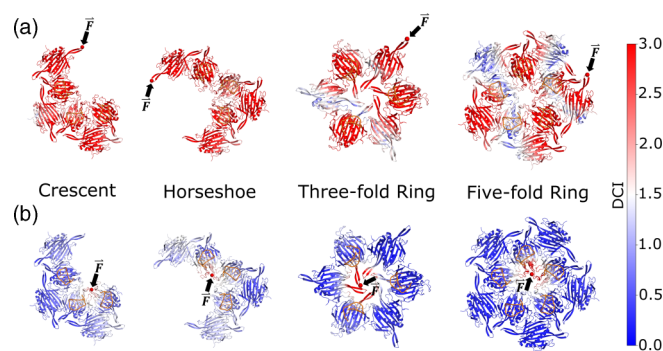 (a)
F
F
F
F
3.0
2.5
2.0
1.5
1.0
0.5
0.0
DCI
Crescent Horseshoe Three-fold Ring Five-fold Ring
(b)
F
F
F
F